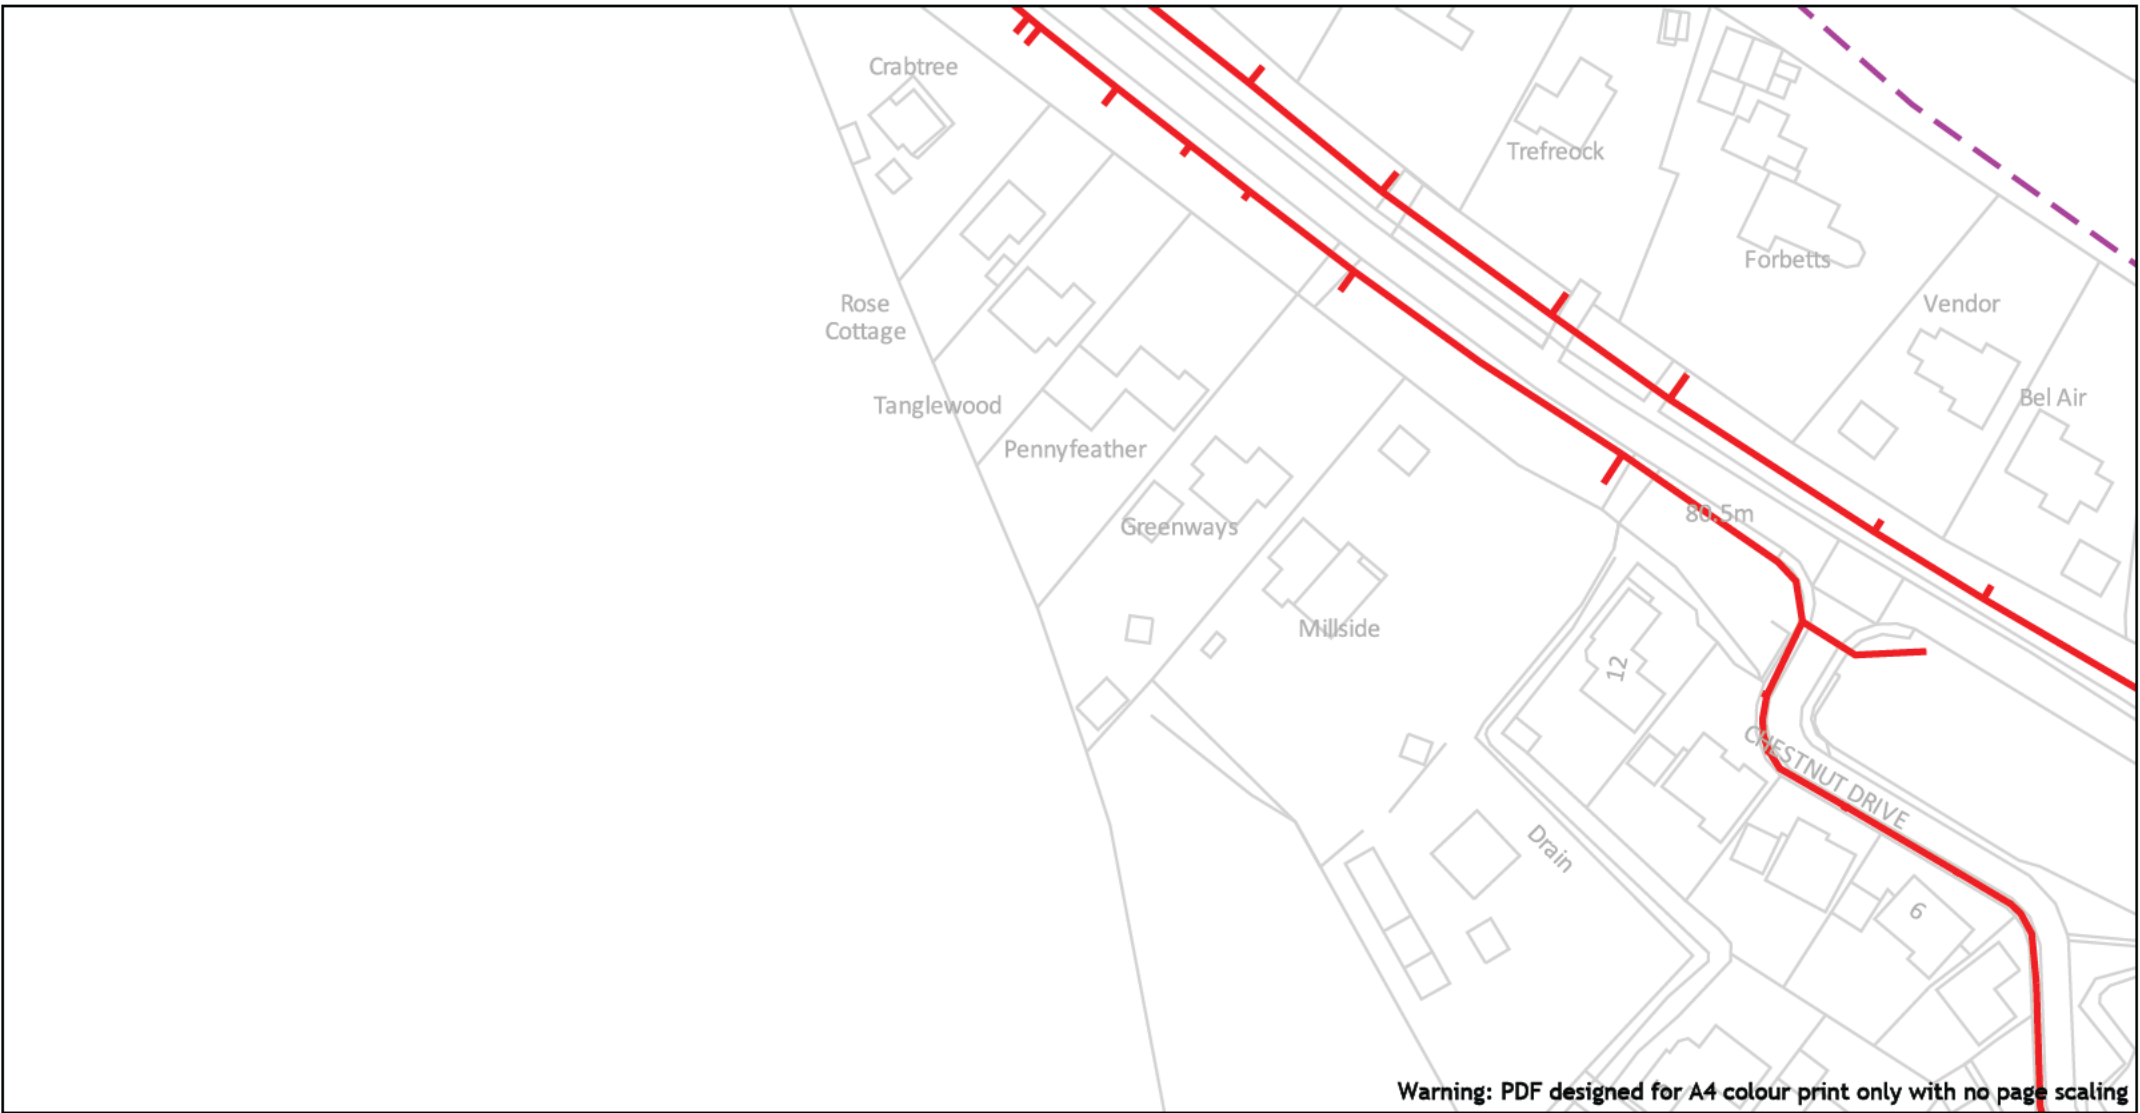 Crabtree
Trefreock
Forbetts
Vendor
Rose
Cottage
Bel Air
Tanglewood
Pennyfeather
80.5m
Greenways
Millside
12
CHESTNUT DRIVE
Drain
6
Warning: PDF designed for A4 colour print only with no page scaling